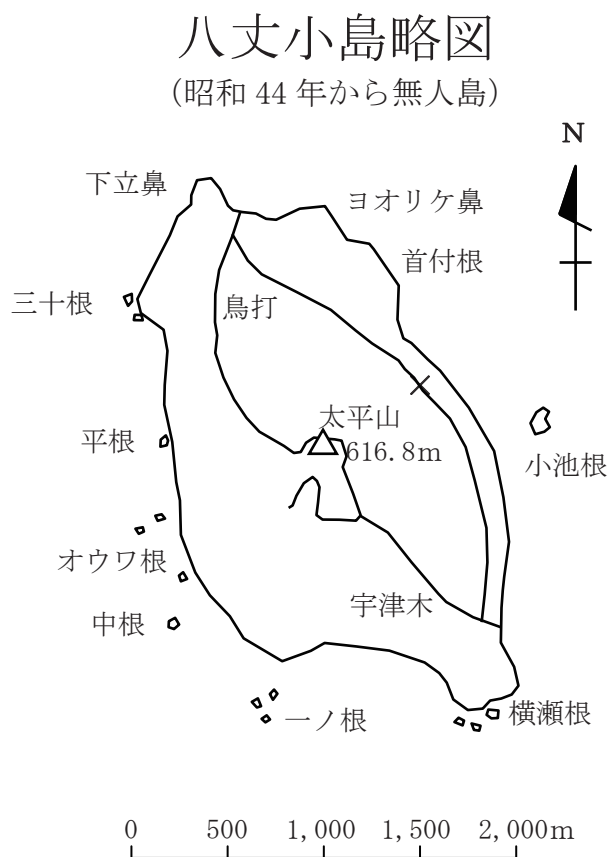 八丈小島略図
（昭和 44 年から無人島）
N
下立鼻
ヨオリケ鼻
首付根
三十根
鳥打
太平山
616.8m
平根
小池根
オウワ根
宇津木
中根
一ノ根
横瀬根
0 500 1,000 1,500 2,000m